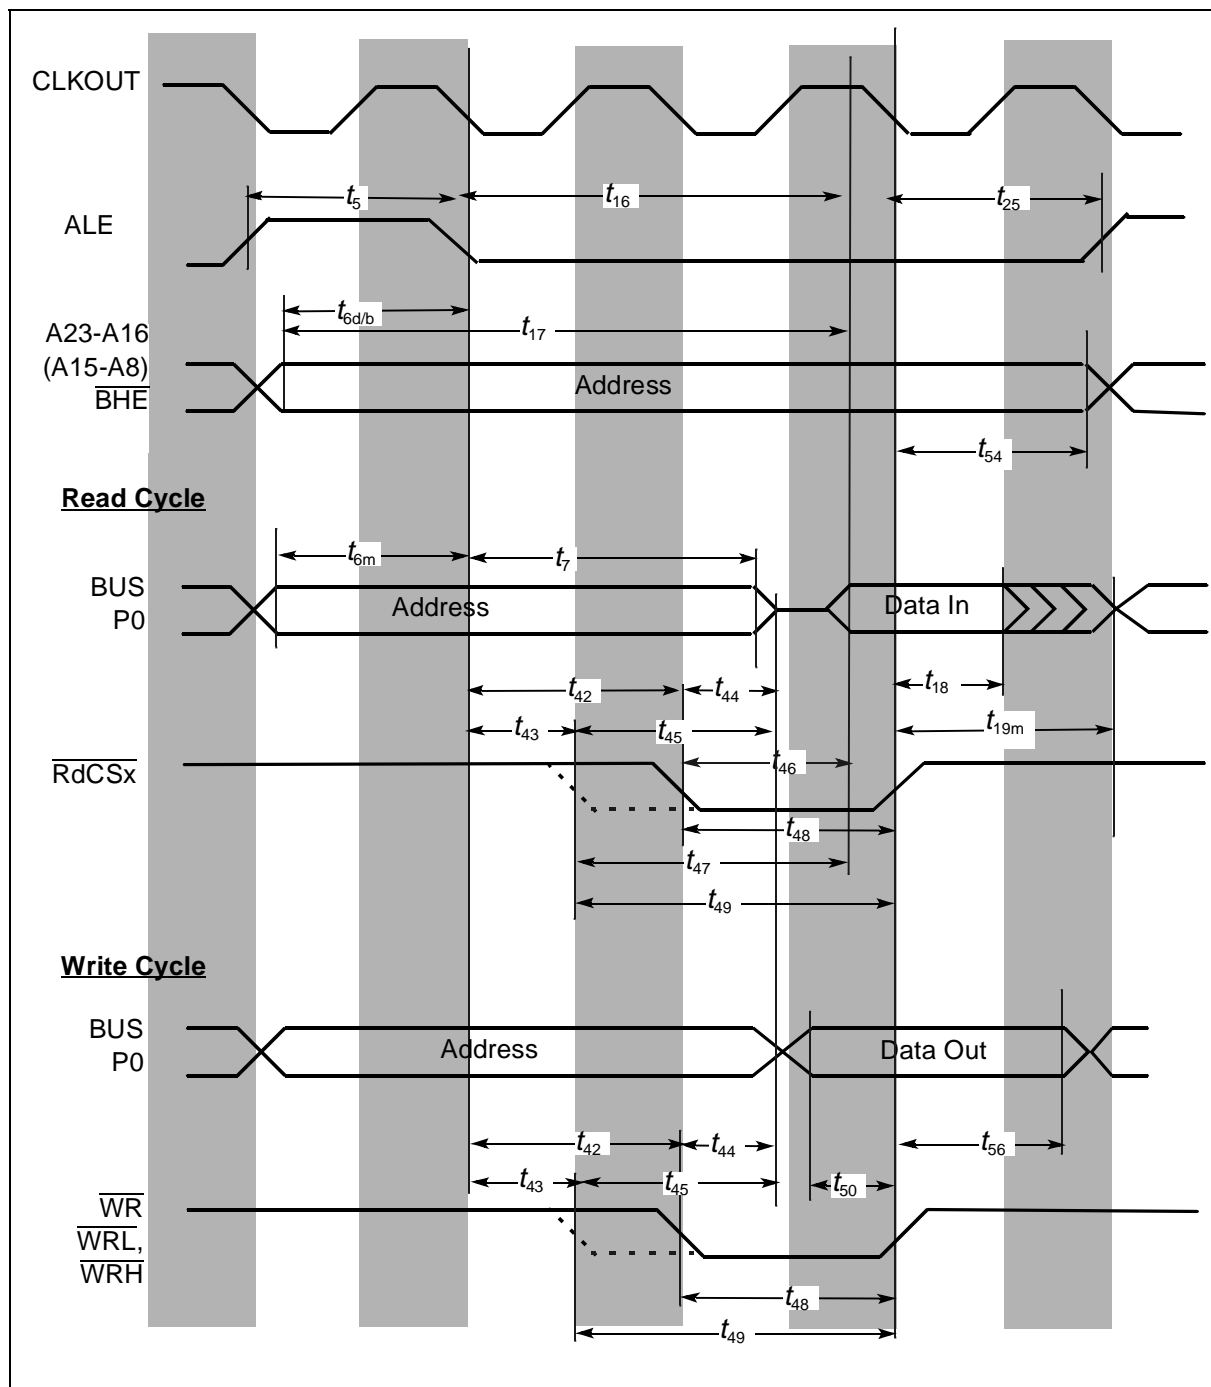 CLKOUT
t5
t16
t25
ALE
t6d/b
t17
A23-A16
(A15-A8)
BHE
Address
t54
Read Cycle
t6m
t7
BUS
P0
Address
Data In
t42
t44
t18
t43
t45
t19m
RdCSx
t46
t48
t47
t49
Write Cycle
BUS
P0
Address
Data Out
t42
t44
t56
t43
t45
t50
WR
WRL,
WRH
t48
t49